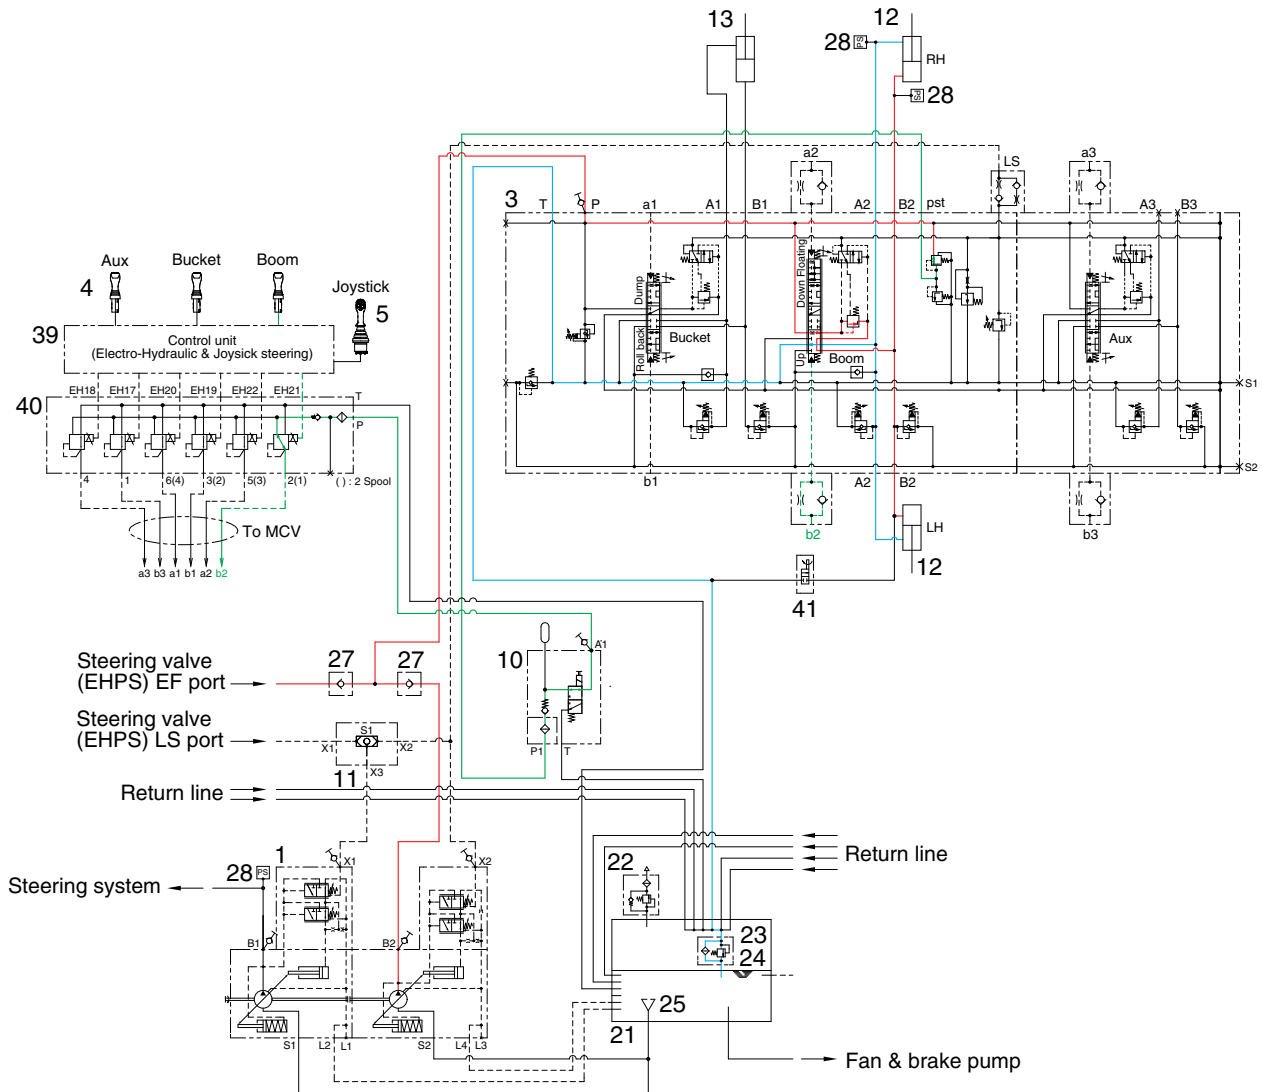 13
12
28
PS
RH
PS
28
a2
a3
LS
3
T
P
a1
A1
B1
A2
B2
pst
A3
B3
Aux
Bucket
Boom
4
Joystick
5
39
Control unit
(Electro-Hydraulic & Joysick steering)
Dump
Roll back
Bucket
Down Floating
Up
Boom
Aux
S1
S2
EH18
EH17
EH20
EH19
EH22
EH21
40
T
P
4
1
6(4)
3(2)
5(3)
2(1)
( ) : 2 Spool
b1
A2
B2
To MCV
a3
b3
a1
b1
a2
b2
b2
b3
LH
12
41
10
A1
P1
T
Steering valve
(EHPS) EF port
27
27
Steering valve
(EHPS) LS port
X1
S1
X2
X3
11
Return line
Return line
28
PS
1
X1
X2
Steering system
B1
B2
22
23
24
25
21
S1
L2
L1
S2
L4
L3
Fan & brake pump